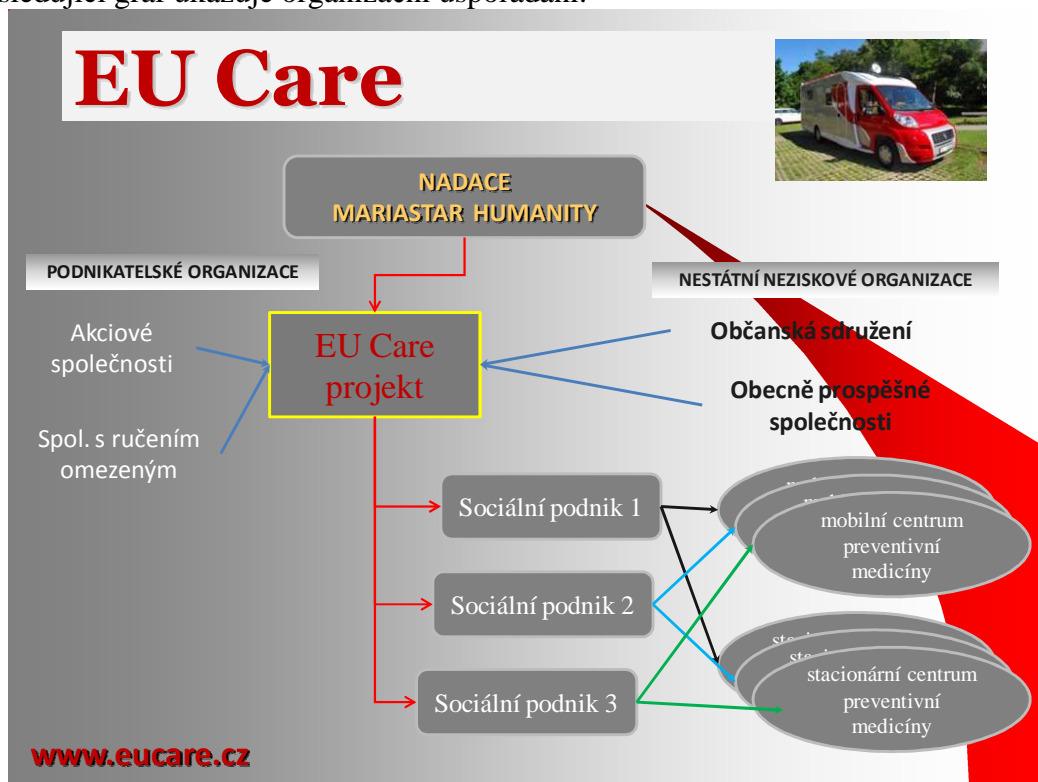 EU Care
NADACE
MARIASTAR HUMANITY
PODNIKATELSKÉ ORGANIZACE
NESTÁTNÍ NEZISKOVÉ ORGANIZACE
Akciové
společnosti
EU Care
projekt
Občanská sdružení
Obecně prospěšné
společnosti
Spol. s ručením
omezeným
Sociální podnik 1
mobilní centrum
preventivní
medicíny
Sociální podnik 2
Sociální podnik 3
stacionární centrum
preventivní
medicíny
www.eucare.cz